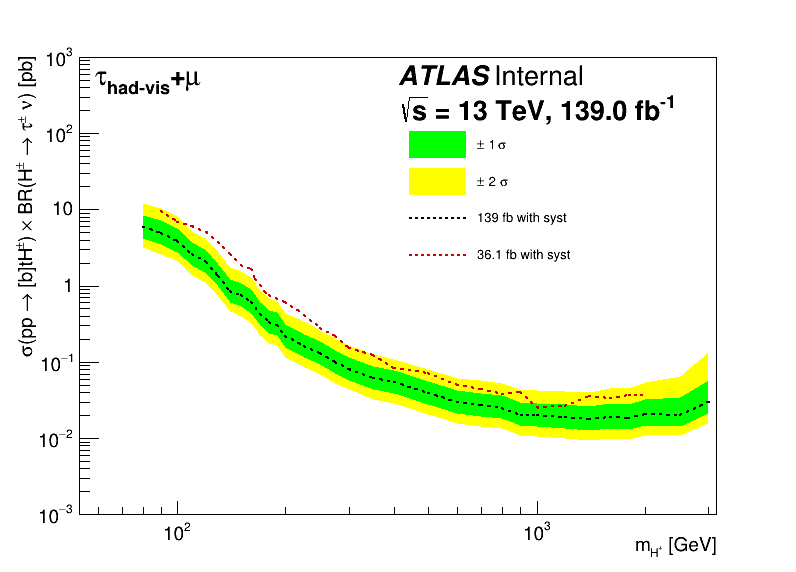 τhad-vis+μ
ATLAS Internal
√s = 13 TeV, 139.0 fb⁻¹
± 1 σ
± 2 σ
139 fb with syst
36.1 fb with syst
σ(pp → [b]tH±) × BR(H± → τ± ν) [pb]
10³
10²
10
1
10⁻¹
10⁻²
10⁻³
10²
10³
mH⁺ [GeV]